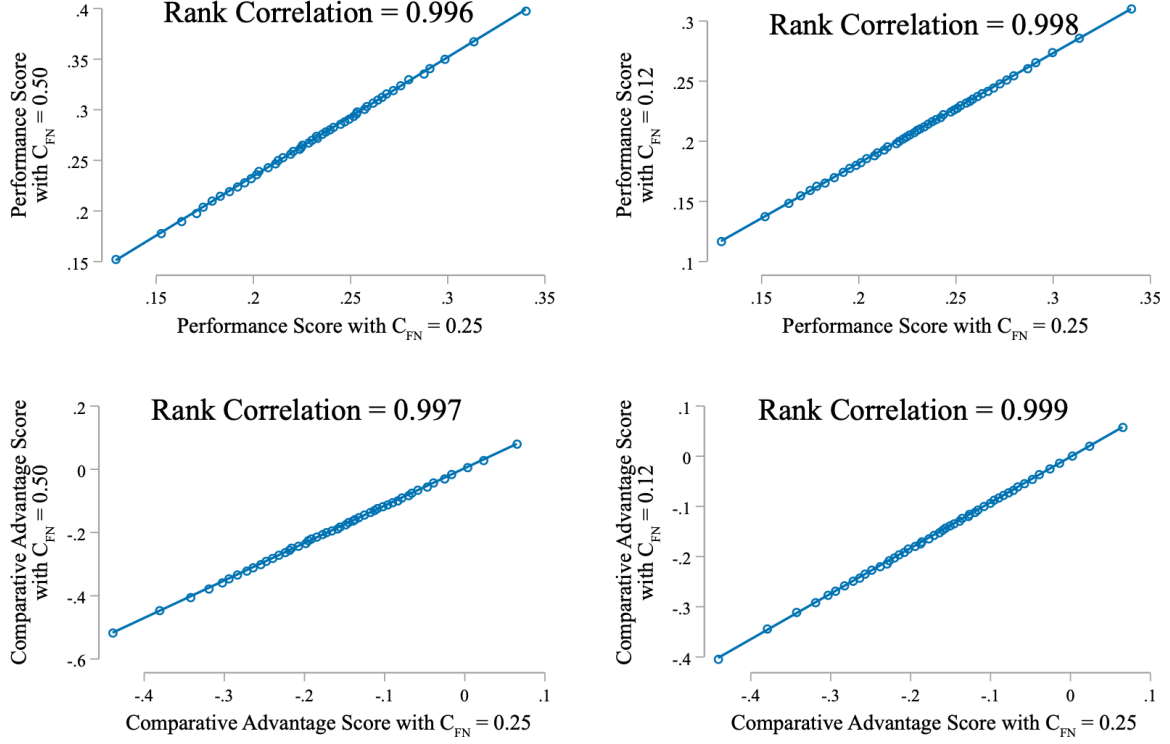 Rank Correlation = 0.996
Performance Score
with C_FN = 0.50
.4
.35
.3
.25
.2
.15
.15 .2 .25 .3 .35
Performance Score with C_FN = 0.25
Rank Correlation = 0.998
Performance Score
with C_FN = 0.12
.3
.25
.2
.15
.1
.15 .2 .25 .3 .35
Performance Score with C_FN = 0.25
Rank Correlation = 0.997
Comparative Advantage Score
with C_FN = 0.50
.2
0
-.2
-.4
-.6
-.4 -.3 -.2 -.1 0 .1
Comparative Advantage Score with C_FN = 0.25
Rank Correlation = 0.999
Comparative Advantage Score
with C_FN = 0.12
.1
0
-.1
-.2
-.3
-.4
-.4 -.3 -.2 -.1 0 .1
Comparative Advantage Score with C_FN = 0.25